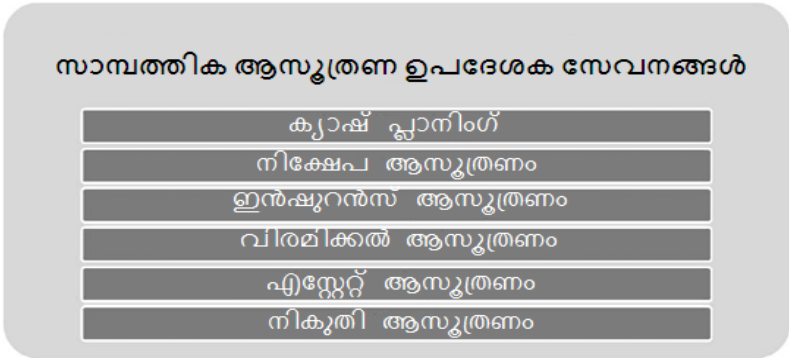 സാമ്പത്തിക ആസൂത്രണ ഉപദേശക സേവനങ്ങൾ
ക്യാഷ് പ്ലാനിംഗ്
നിക്ഷേപ ആസൂത്രണം
ഇൻഷുറൻസ് ആസൂത്രണം
വിരമിക്കൽ ആസൂത്രണം
എസ്റ്റേറ്റ് ആസൂത്രണം
നികുതി ആസൂത്രണം